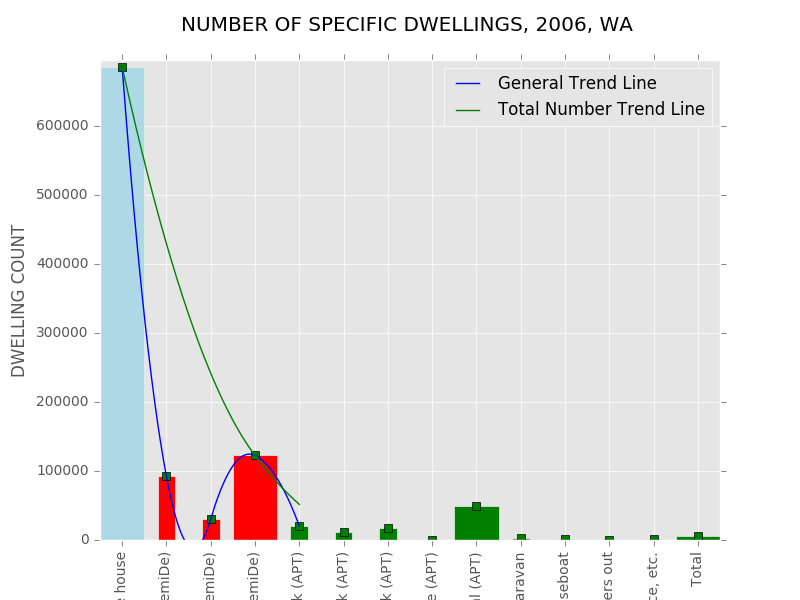 NUMBER OF SPECIFIC DWELLINGS, 2006, WA
General Trend Line
Total Number Trend Line
DWELLING COUNT
600000
500000
400000
300000
200000
100000
0
e house
emiDe)
emiDe)
emiDe)
k (APT)
k (APT)
k (APT)
e (APT)
al (APT)
aravan
seboat
ers out
ce, etc.
Total